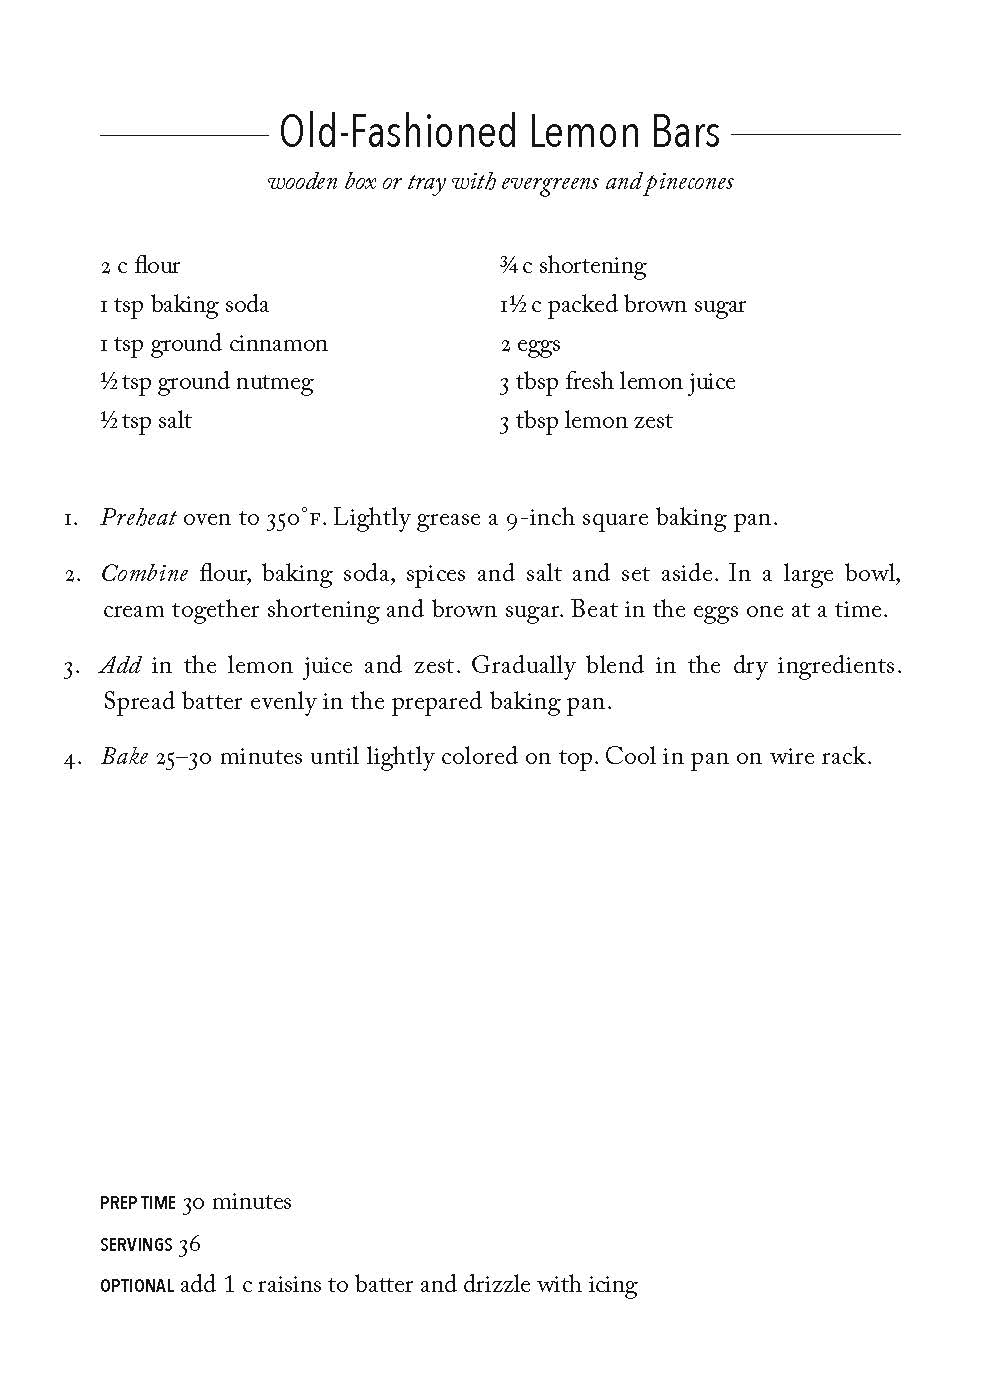 Old-Fashioned Lemon Bars
wooden box or tray with evergreens and pinecones
2 c flour
1 tsp baking soda
1 tsp ground cinnamon
½ tsp ground nutmeg
½ tsp salt
¾ c shortening
1½ c packed brown sugar
2 eggs
3 tbsp fresh lemon juice
3 tbsp lemon zest
1. Preheat oven to 350°F. Lightly grease a 9-inch square baking pan.
2. Combine flour, baking soda, spices and salt and set aside. In a large bowl,
cream together shortening and brown sugar. Beat in the eggs one at a time.
3. Add in the lemon juice and zest. Gradually blend in the dry ingredients.
Spread batter evenly in the prepared baking pan.
4. Bake 25–30 minutes until lightly colored on top. Cool in pan on wire rack.
PREP TIME 30 minutes
SERVINGS 36
OPTIONAL add 1 c raisins to batter and drizzle with icing